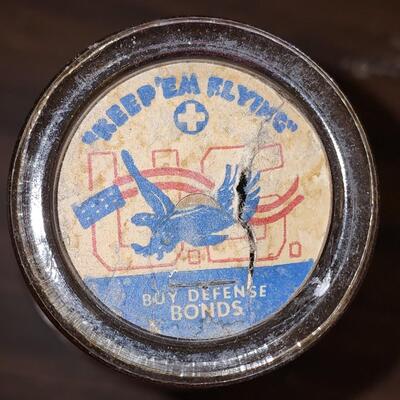 "KEEP 'EM FLYING"
U.S.
BUY DEFENSE
BONDS